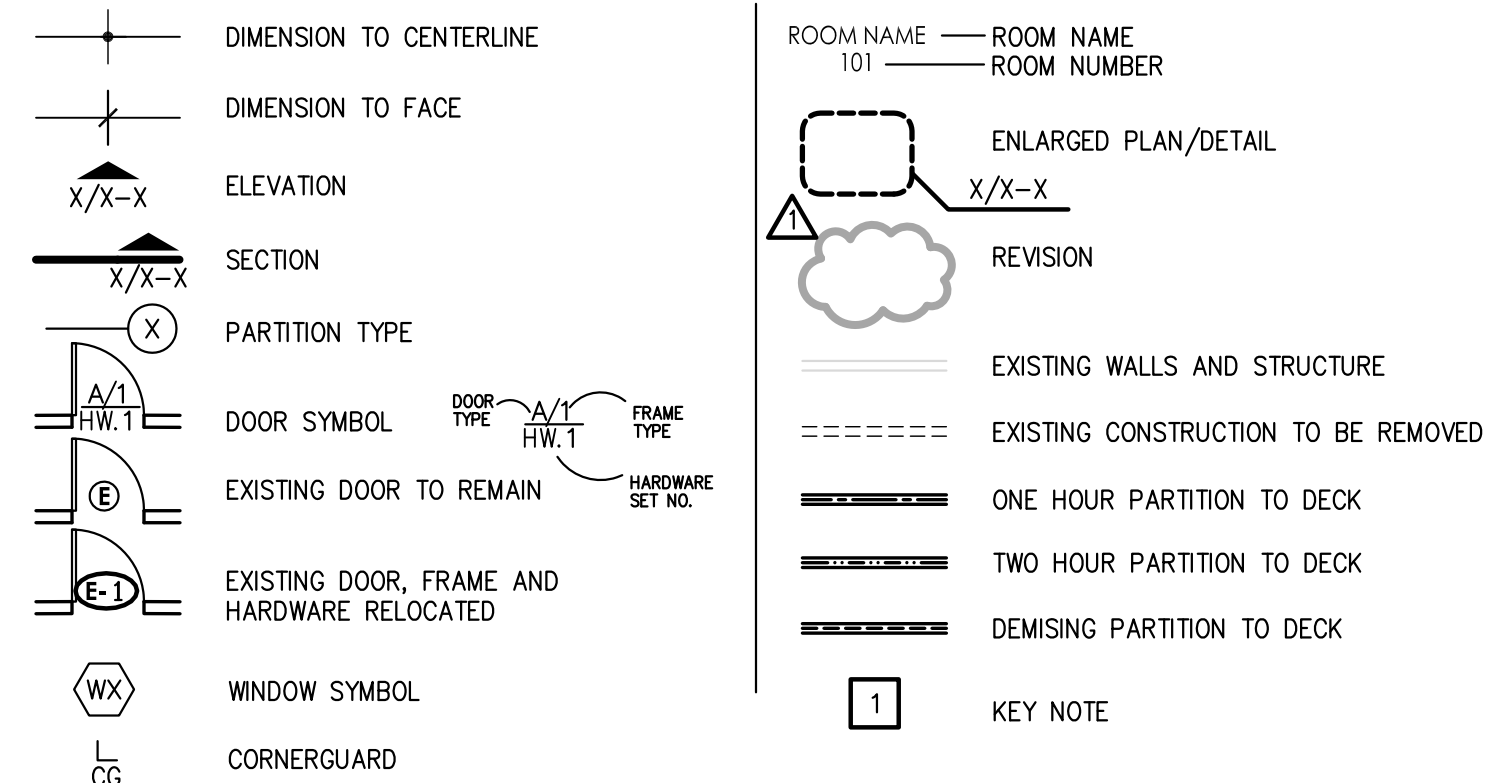 DIMENSION TO CENTERLINE
DIMENSION TO FACE
X/X-X
ELEVATION
X/X-X
SECTION
X
PARTITION TYPE
A/1
HW.1
DOOR SYMBOL
DOOR
TYPE
A/1
HW.1
FRAME
TYPE
HARDWARE
SET NO.
E
EXISTING DOOR TO REMAIN
E-1
EXISTING DOOR, FRAME AND
HARDWARE RELOCATED
WX
WINDOW SYMBOL
CG
CORNERGUARD
ROOM NAME ROOM NAME
101 ROOM NUMBER
ENLARGED PLAN/DETAIL
X/X-X
1
REVISION
EXISTING WALLS AND STRUCTURE
EXISTING CONSTRUCTION TO BE REMOVED
ONE HOUR PARTITION TO DECK
TWO HOUR PARTITION TO DECK
DEMISING PARTITION TO DECK
1
KEY NOTE